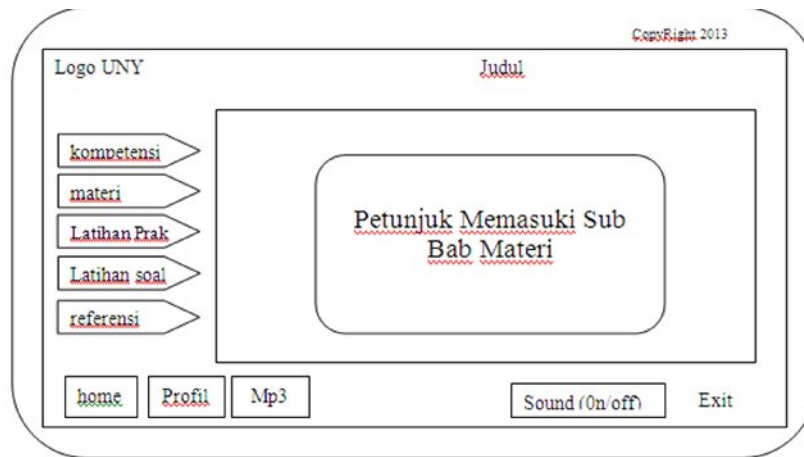 CopyRight 2013
Logo UNY
Judul
kompetensi
materi
Latihan Prak
Latihan soal
referensi
Petunjuk Memasuki Sub
Bab Materi
home
Profil
Mp3
Sound (0n/off)
Exit